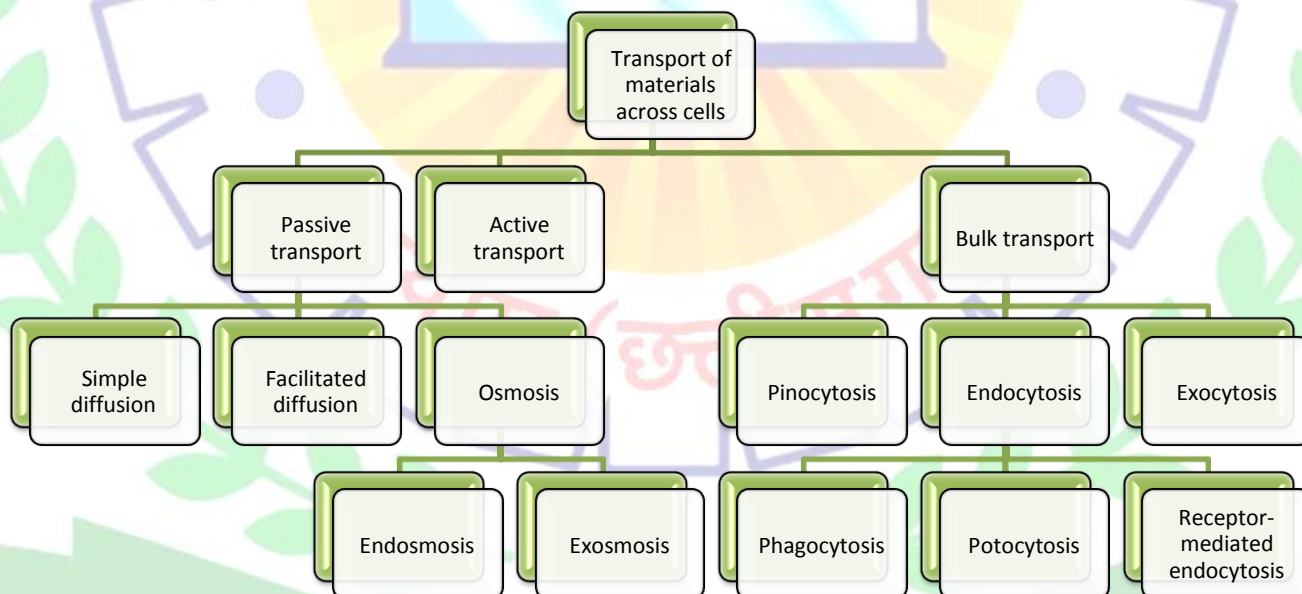 Transport of
materials
across cells
Passive
transport
Active
transport
Bulk transport
Simple
diffusion
Facilitated
diffusion
Osmosis
Pinocytosis
Endocytosis
Exocytosis
Endosmosis
Exosmosis
Phagocytosis
Potocytosis
Receptor-
mediated
endocytosis